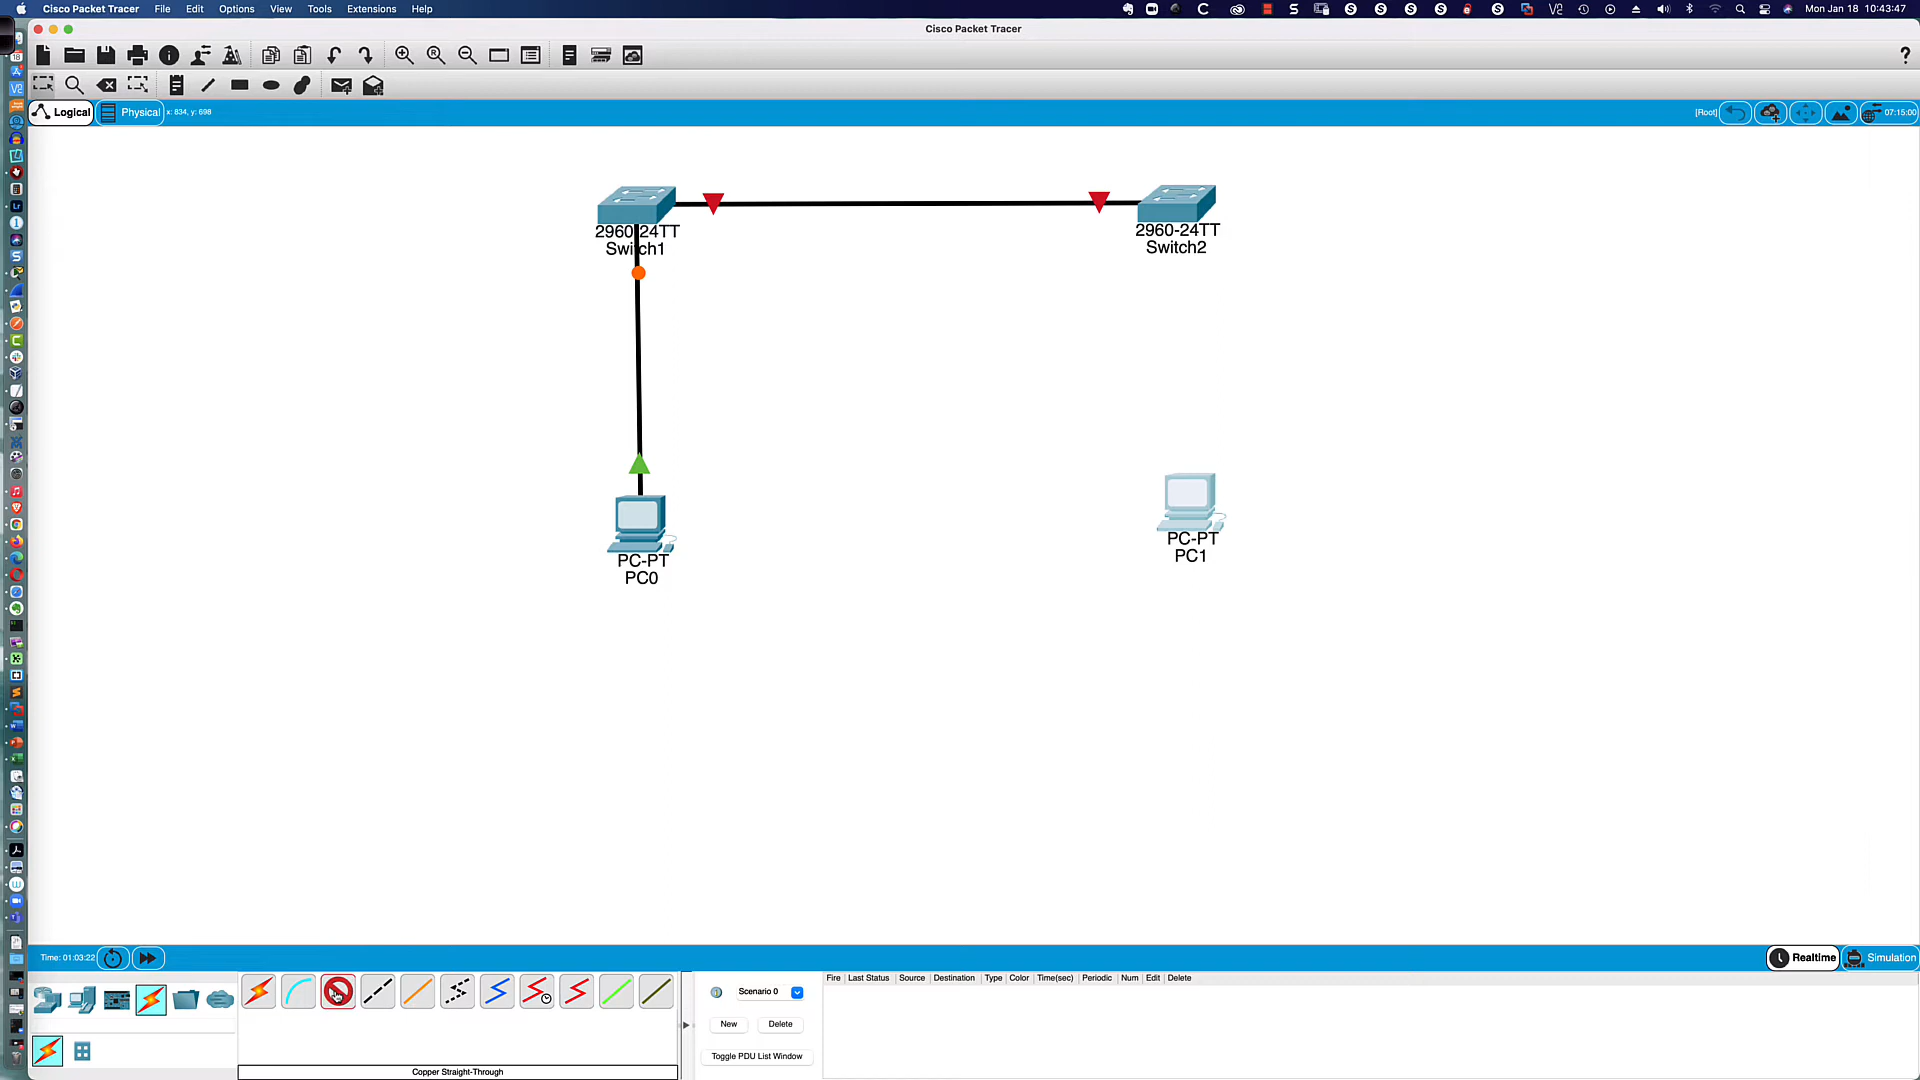 Cisco Packet Tracer File Edit Options View Tools Extensions Help
Mon Jan 18 10:43:47
Cisco Packet Tracer
?
Logical Physical x: 834, y: 698
[Root] 07:15:00
2960-24TT
Switch1
2960-24TT
Switch2
PC-PT
PC0
PC-PT
PC1
Time: 01:03:22
Realtime Simulation
Fire Last Status Source Destination Type Color Time(sec) Periodic Num Edit Delete
Scenario 0
New Delete
Toggle PDU List Window
Copper Straight-Through